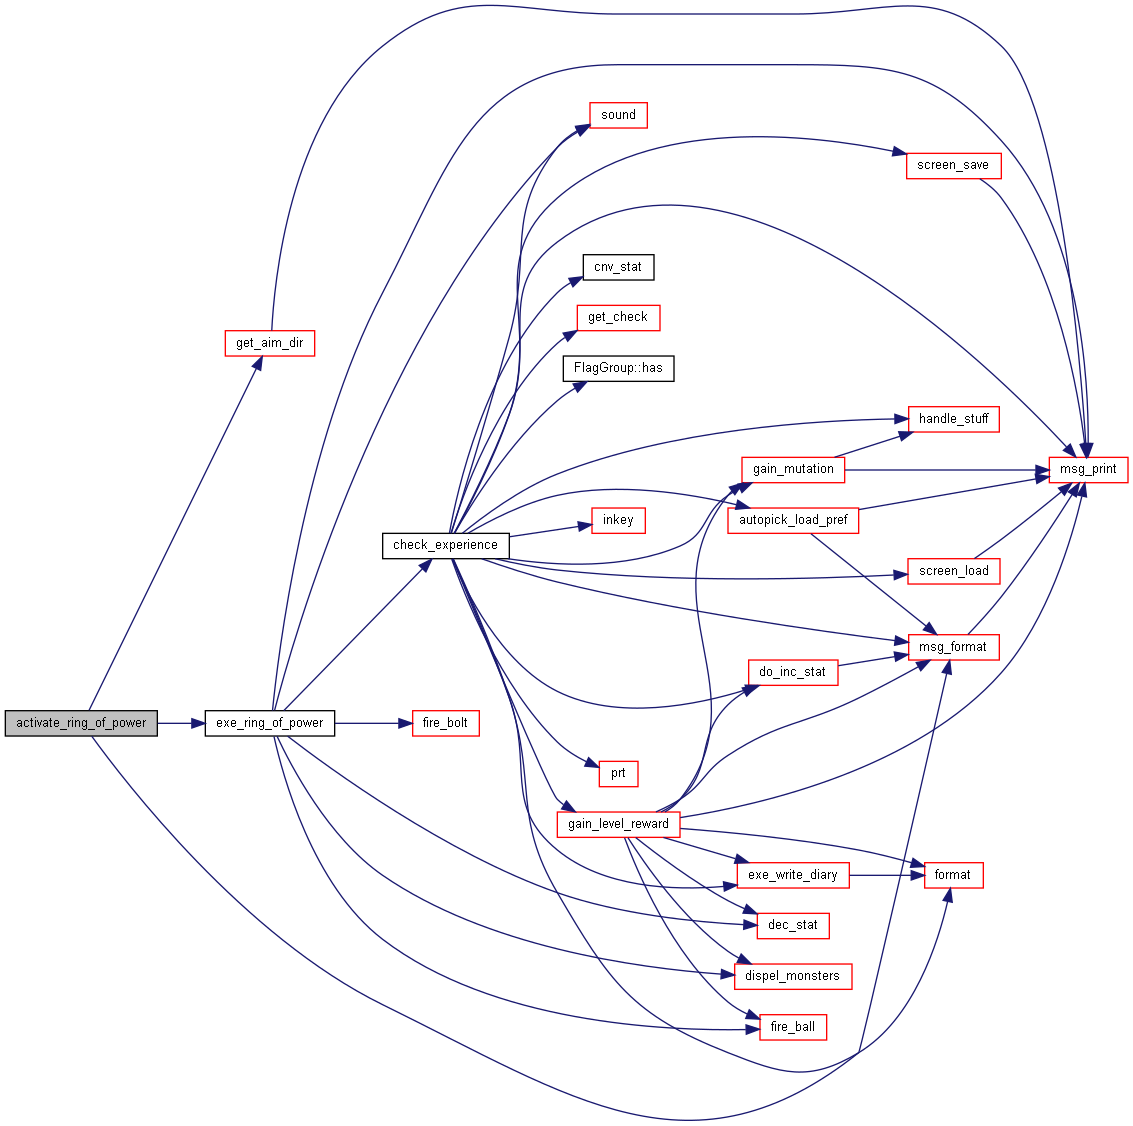 sound
screen_save
cnv_stat
get_check
get_aim_dir
FlagGroup::has
handle_stuff
gain_mutation
msg_print
autopick_load_pref
inkey
check_experience
screen_load
msg_format
do_inc_stat
activate_ring_of_power
exe_ring_of_power
fire_bolt
prt
gain_level_reward
exe_write_diary
format
dec_stat
dispel_monsters
fire_ball